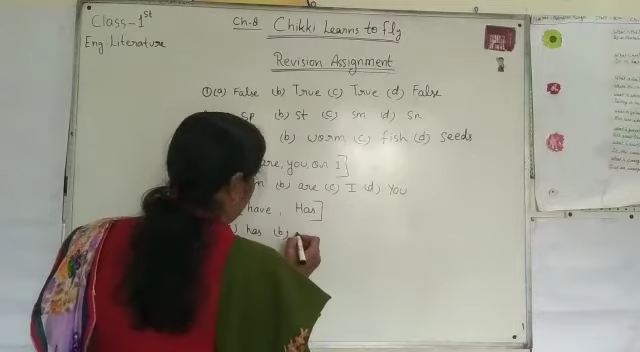 Class-1st
Ch-8 Chikki Learns to fly
Eng. Literature
Revision Assignment
①(a) False (b) True (c) True (d) False
sp (b) st (c) sm (d) sn
(b) worm (c) fish (d) seeds
are, you, on I]
(b) are (c) I (d) You
have, Has]
has (b)